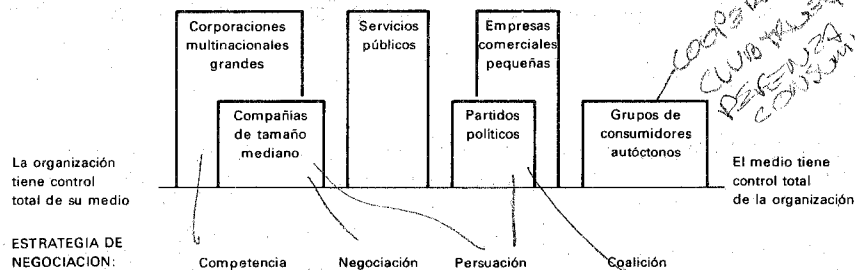 Corporaciones
multinacionales
grandes
Servicios
públicos
Empresas
comerciales
pequeñas
Compañías
de tamaño
mediano
Partidos
políticos
Grupos de
consumidores
autóctonos
CLUB
La organización
tiene control
total de su medio
El medio tiene
control total
de la organización
ESTRATEGIA DE
NEGOCIACION:
Competencia
Negociación
Persuación
Coalición